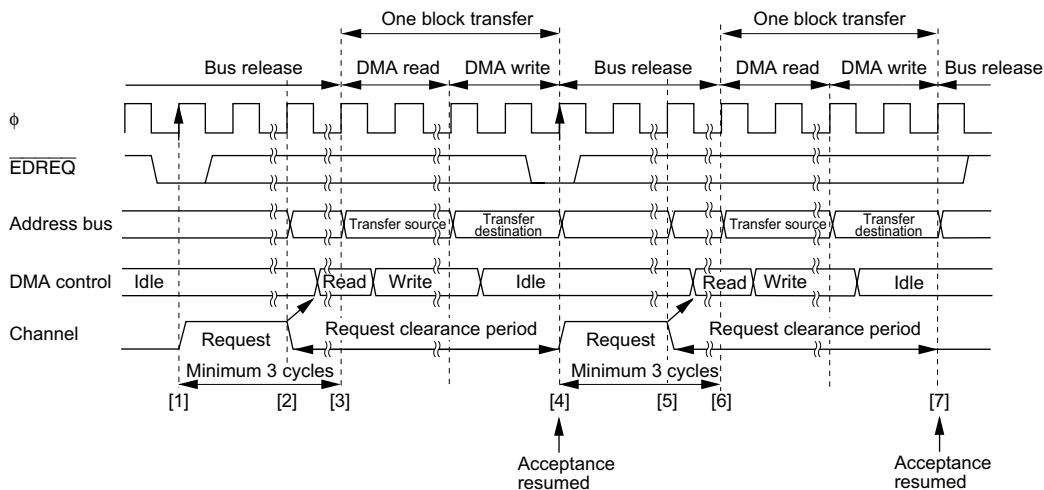 One block transfer One block transfer
Bus release DMA read DMA write Bus release DMA read DMA write Bus release
ϕ
EDREQ
Address bus Transfer source Transfer destination Transfer source Transfer destination
DMA control Idle Read Write Idle Read Write Idle
Channel Request Request clearance period Request Request clearance period
Minimum 3 cycles Minimum 3 cycles
[1] [2] [3] [4] [5] [6] [7]
Acceptance resumed Acceptance resumed